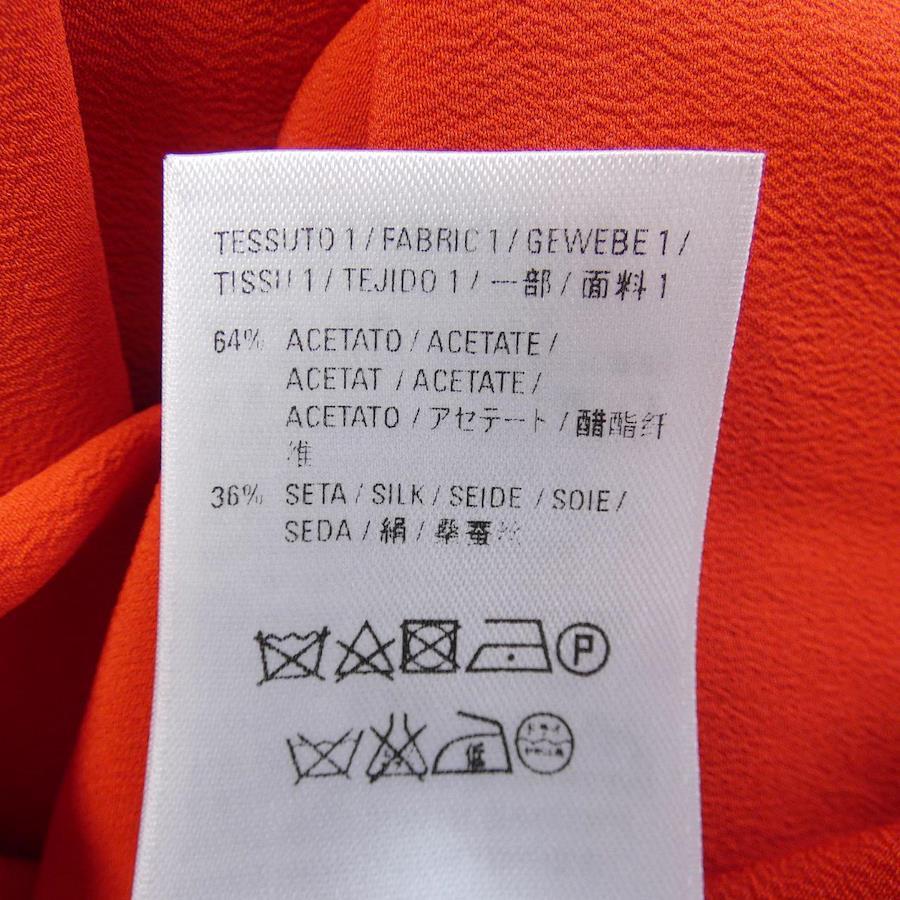 TESSUTO 1 / FABRIC 1 / GEWEBE 1 /
TISSU 1 / TEJIDO 1 / 一部 / 面料 1
64% ACETATO / ACETATE /
ACETAT / ACETATE /
ACETATO / アセテート / 醋酯纤
维
36% SETA / SILK / SEIDE / SOIE /
SEDA / 絹 / 桑蚕丝
P
低